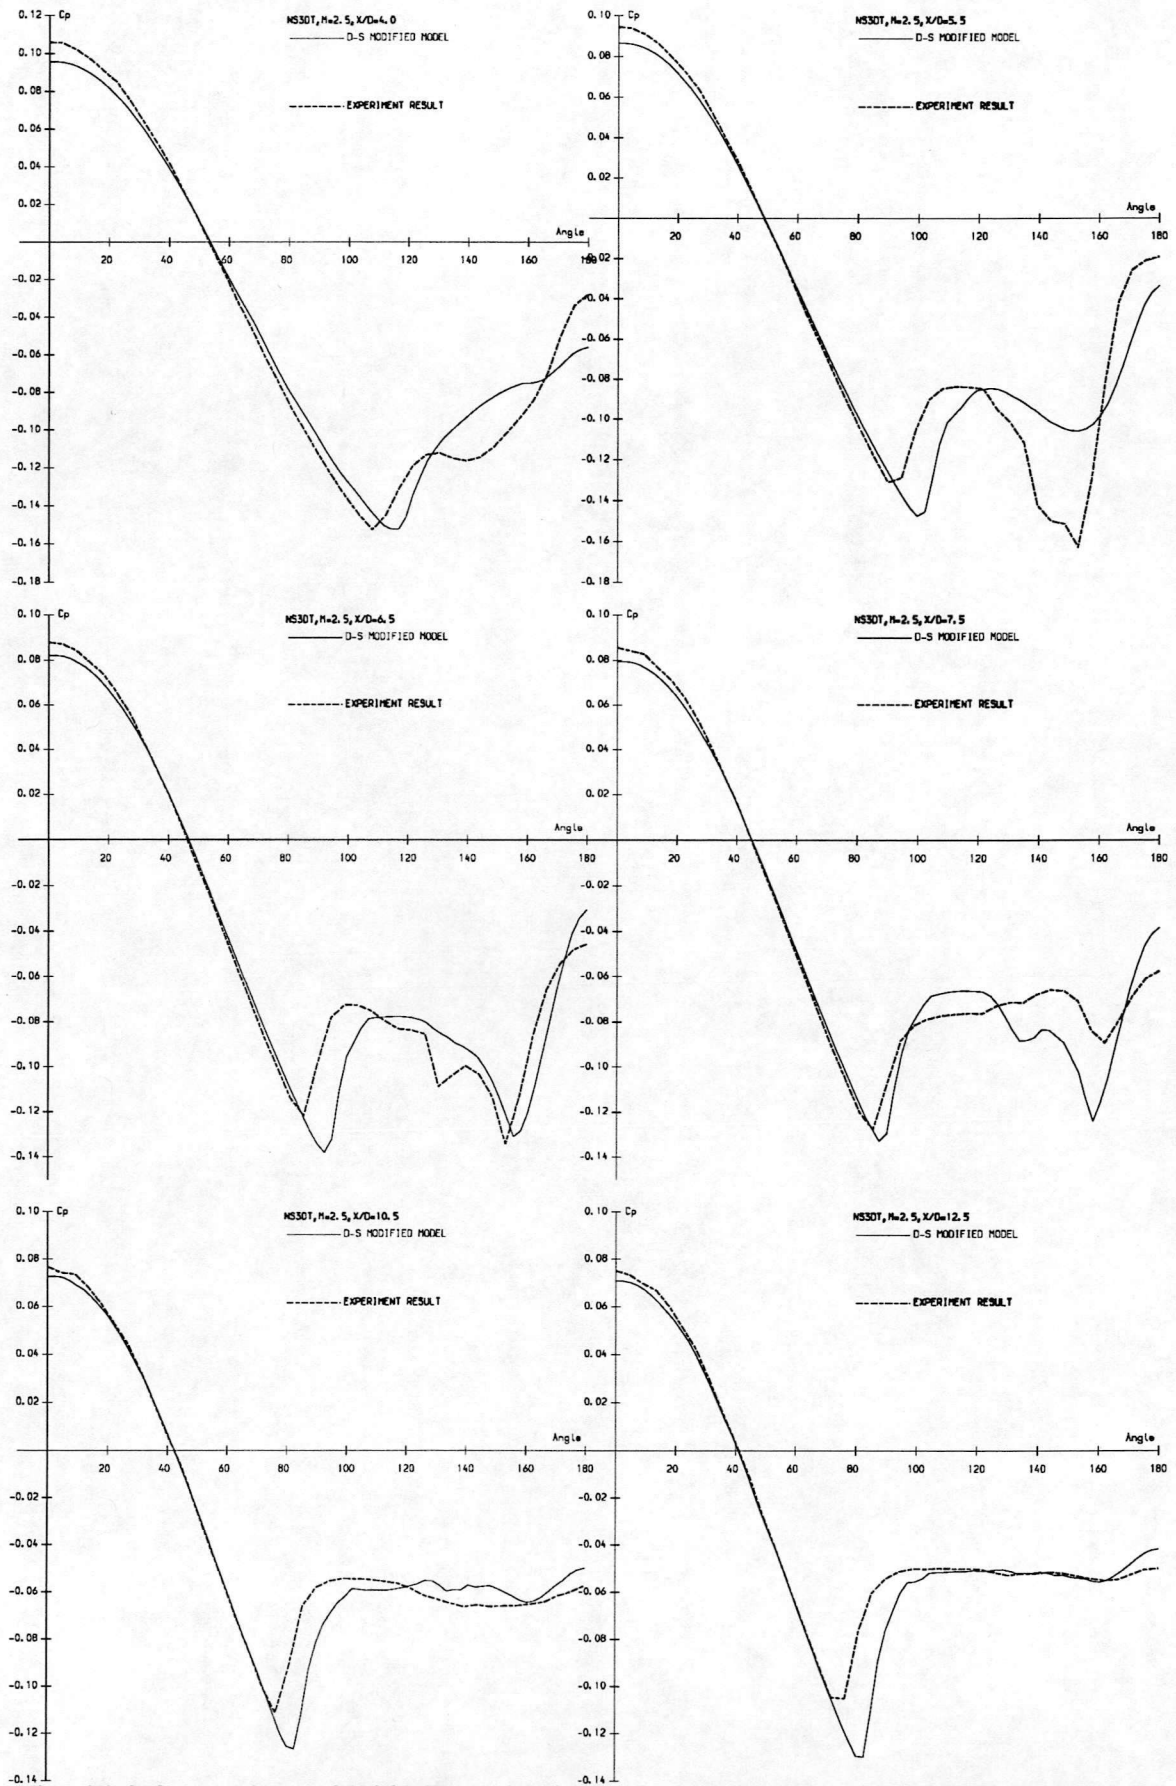 0.12
Cp
NS3DT, M=2.5, X/D=4.0
D-S MODIFIED MODEL
EXPERIMENT RESULT
0.10
0.08
0.06
0.04
0.02
Angle
20 40 60 80 100 120 140 160 180
-0.02
-0.04
-0.06
-0.08
-0.10
-0.12
-0.14
-0.16
-0.18
0.10
Cp
NS3DT, M=2.5, X/D=5.5
D-S MODIFIED MODEL
EXPERIMENT RESULT
0.08
0.06
0.04
0.02
Angle
20 40 60 80 100 120 140 160 180
-0.02
-0.04
-0.06
-0.08
-0.10
-0.12
-0.14
-0.16
-0.18
0.10
Cp
NS3DT, M=2.5, X/D=6.5
D-S MODIFIED MODEL
EXPERIMENT RESULT
0.08
0.06
0.04
0.02
Angle
20 40 60 80 100 120 140 160 180
-0.02
-0.04
-0.06
-0.08
-0.10
-0.12
-0.14
0.10
Cp
NS3DT, M=2.5, X/D=7.5
D-S MODIFIED MODEL
EXPERIMENT RESULT
0.08
0.06
0.04
0.02
Angle
20 40 60 80 100 120 140 160 180
-0.02
-0.04
-0.06
-0.08
-0.10
-0.12
-0.14
0.10
Cp
NS3DT, M=2.5, X/D=10.5
D-S MODIFIED MODEL
EXPERIMENT RESULT
0.08
0.06
0.04
0.02
Angle
20 40 60 80 100 120 140 160 180
-0.02
-0.04
-0.06
-0.08
-0.10
-0.12
-0.14
0.10
Cp
NS3DT, M=2.5, X/D=12.5
D-S MODIFIED MODEL
EXPERIMENT RESULT
0.08
0.06
0.04
0.02
Angle
20 40 60 80 100 120 140 160 180
-0.02
-0.04
-0.06
-0.08
-0.10
-0.12
-0.14